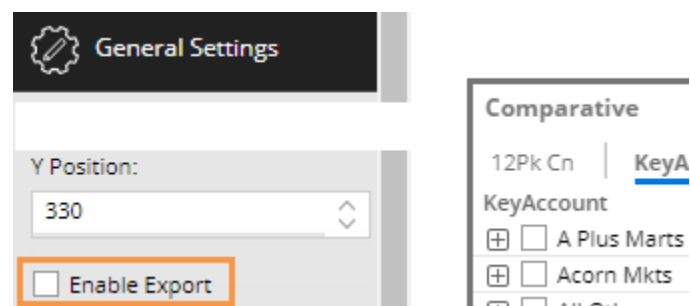 General Settings
Y Position:
330
Enable Export
Comparative
12Pk Cn
KeyAccount
A Plus Marts
Acorn Mkts